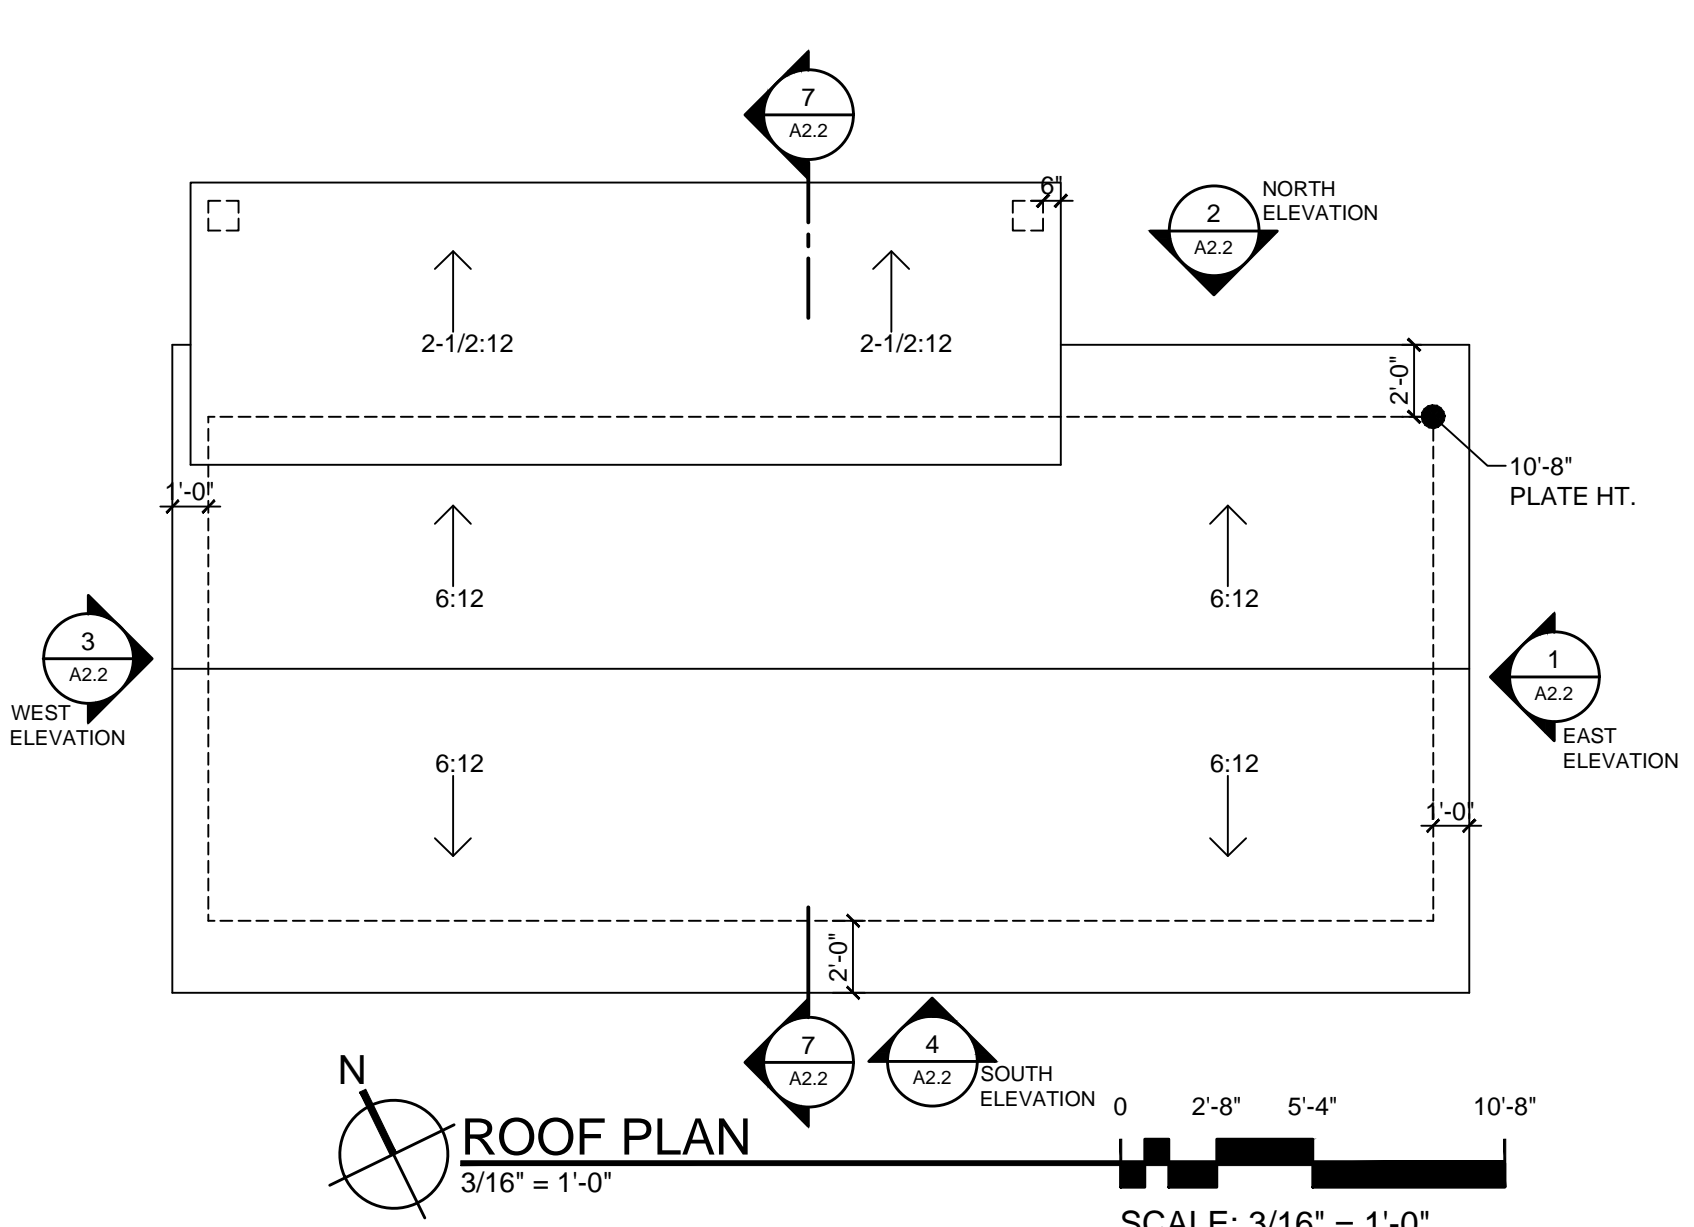 7
A2.2
6"
2
A2.2
NORTH
ELEVATION
2-1/2:12
2-1/2:12
2'-0"
10'-8"
PLATE HT.
1'-0"
6:12
6:12
3
A2.2
WEST
ELEVATION
1
A2.2
EAST
ELEVATION
6:12
6:12
1'-0"
2'-0"
7
A2.2
4
A2.2
SOUTH
ELEVATION
N
ROOF PLAN
3/16" = 1'-0"
0 2'-8" 5'-4" 10'-8"
SCALE: 3/16" = 1'-0"